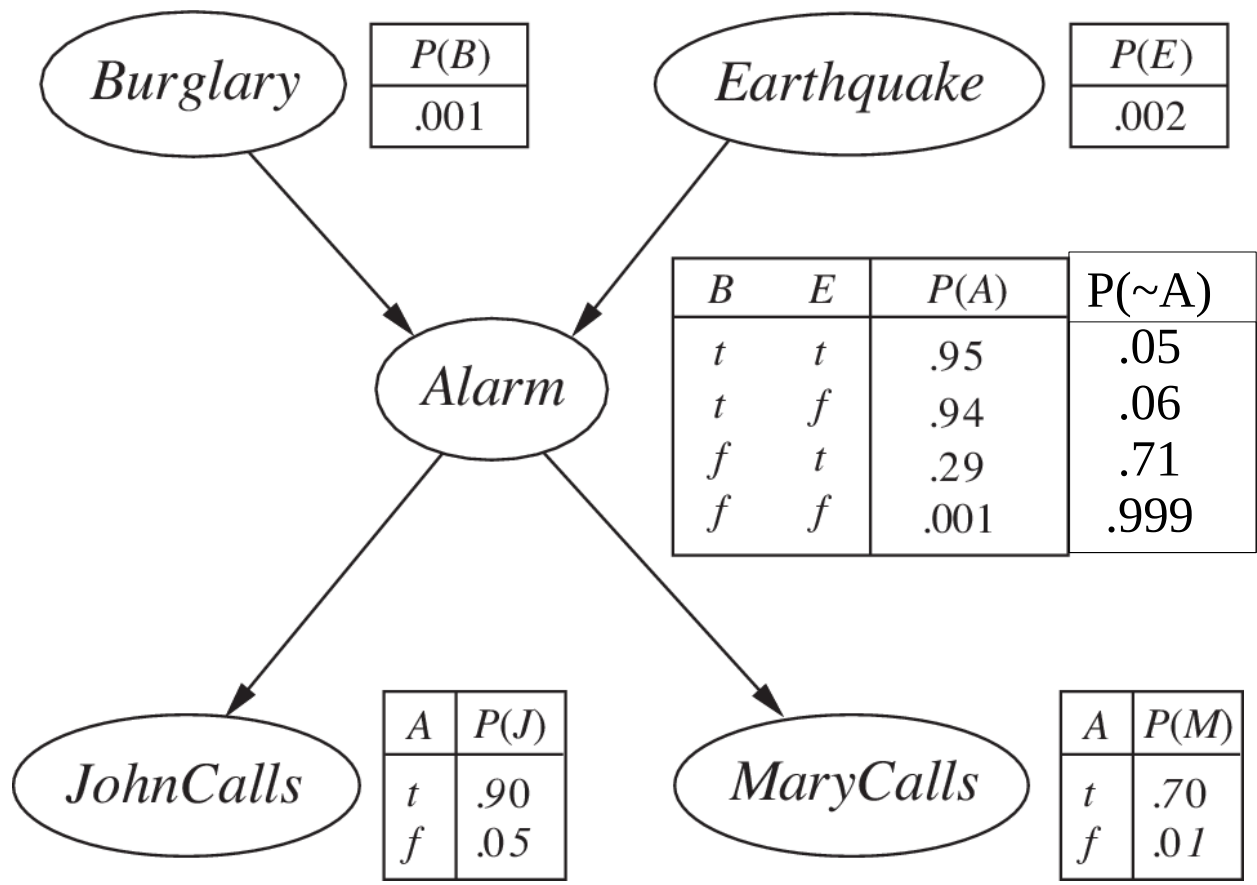 Burglary
P(B)
.001
Earthquake
P(E)
.002
B E P(A) P(~A)
t t .95 .05
t f .94 .06
f t .29 .71
f f .001 .999
Alarm
JohnCalls
A P(J)
t .90
f .05
MaryCalls
A P(M)
t .70
f .01